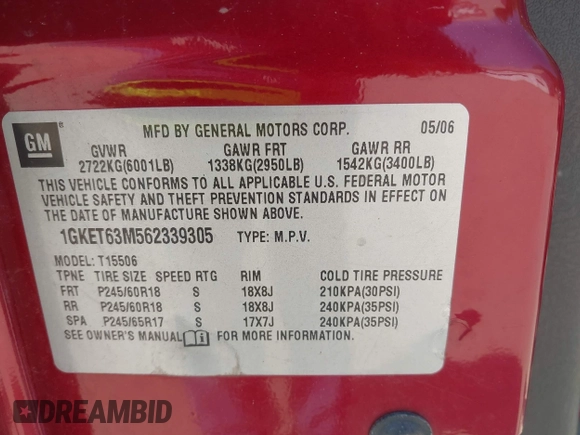 GM
®
MFD BY GENERAL MOTORS CORP. 05/06
GVWR GAWR FRT GAWR RR
2722KG(6001LB) 1338KG(2950LB) 1542KG(3400LB)
THIS VEHICLE CONFORMS TO ALL APPLICABLE U.S. FEDERAL MOTOR
VEHICLE SAFETY AND THEFT PREVENTION STANDARDS IN EFFECT ON
THE DATE OF MANUFACTURE SHOWN ABOVE.
1GKET63M562339305 TYPE: M.P.V.
MODEL: T15506
TPNE TIRE SIZE SPEED RTG RIM COLD TIRE PRESSURE
FRT P245/60R18 S 18X8J 210KPA(30PSI)
RR P245/60R18 S 18X8J 240KPA(35PSI)
SPA P245/65R17 S 17X7J 240KPA(35PSI)
SEE OWNER'S MANUAL i FOR MORE INFORMATION.
DREAMBID